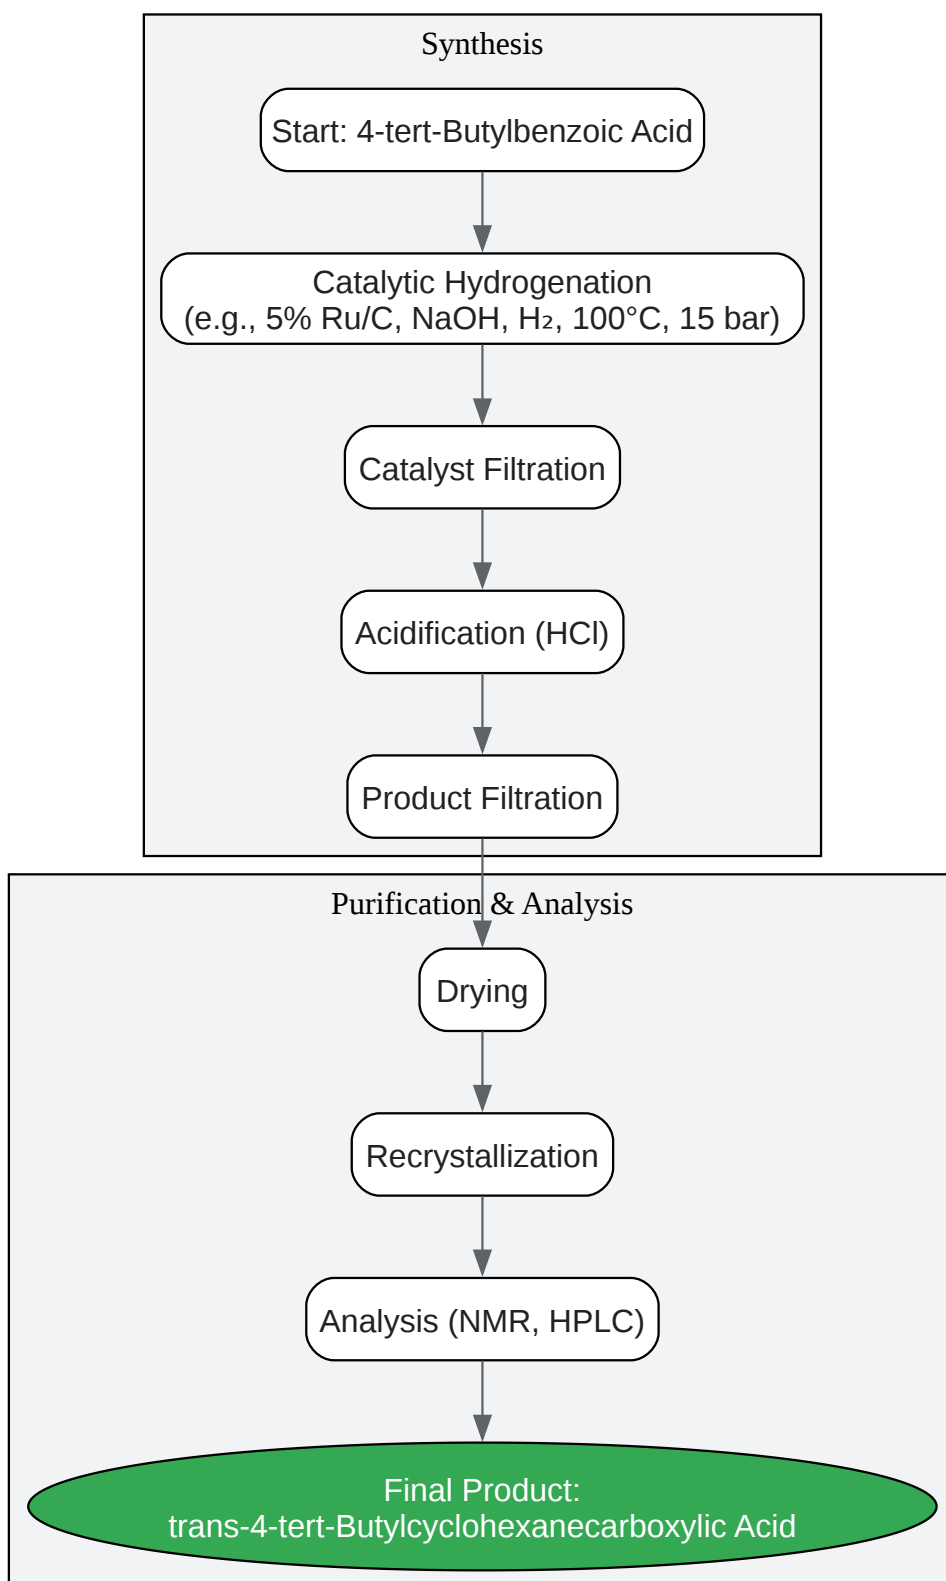 Synthesis
Start: 4-tert-Butylbenzoic Acid
Catalytic Hydrogenation
(e.g., 5% Ru/C, NaOH, H₂, 100°C, 15 bar)
Catalyst Filtration
Acidification (HCl)
Product Filtration
Purification & Analysis
Drying
Recrystallization
Analysis (NMR, HPLC)
Final Product:
trans-4-tert-Butylcyclohexanecarboxylic Acid